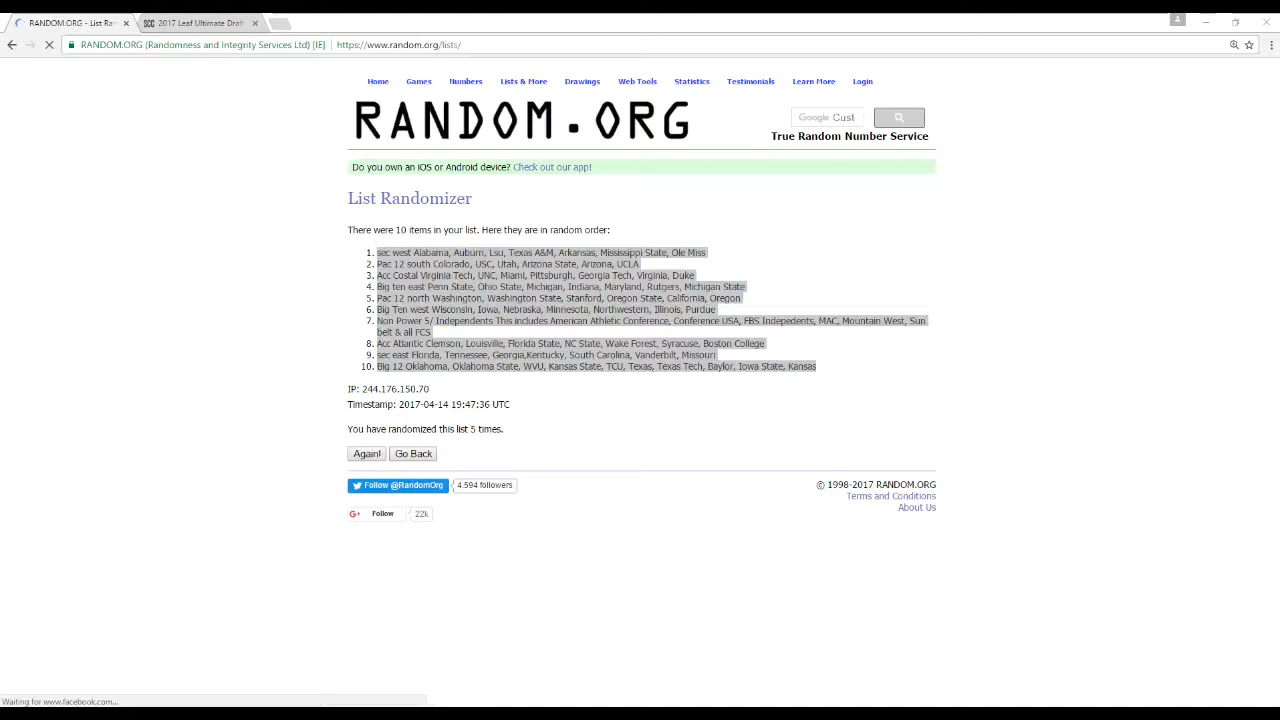 RANDOM.ORG - List Ra
SCC 2017 Leaf Ultimate Draft
RANDOM.ORG (Randomness and Integrity Services Ltd) [IE] https://www.random.org/lists/
Home Games Numbers Lists & More Drawings Web Tools Statistics Testimonials Learn More Login
RANDOM.ORG
Google Cust
True Random Number Service
Do you own an iOS or Android device? Check out our app!
List Randomizer
There were 10 items in your list. Here they are in random order:
1. sec west Alabama, Auburn, Lsu, Texas A&M, Arkansas, Mississippi State, Ole Miss
2. Pac 12 south Colorado, USC, Utah, Arizona State, Arizona, UCLA
3. Acc Costal Virginia Tech, UNC, Miami, Pittsburgh, Georgia Tech, Virginia, Duke
4. Big ten east Penn State, Ohio State, Michigan, Indiana, Maryland, Rutgers, Michigan State
5. Pac 12 north Washington, Washington State, Stanford, Oregon State, California, Oregon
6. Big Ten west Wisconsin, Iowa, Nebraska, Minnesota, Northwestern, Illinois, Purdue
7. Non Power 5/ Independents This includes American Athletic Conference, Conference USA, FBS Indepedents, MAC, Mountain West, Sun
belt & all FCS
8. Acc Atlantic Clemson, Louisville, Florida State, NC State, Wake Forest, Syracuse, Boston College
9. sec east Florida, Tennessee, Georgia,Kentucky, South Carolina, Vanderbilt, Missouri
10. Big 12 Oklahoma, Oklahoma State, WVU, Kansas State, TCU, Texas, Texas Tech, Baylor, Iowa State, Kansas
IP: 244.176.150.70
Timestamp: 2017-04-14 19:47:36 UTC
You have randomized this list 5 times.
Again! Go Back
Follow @RandomOrg 4,594 followers
© 1998-2017 RANDOM.ORG
Terms and Conditions
G+ Follow 22k
About Us
Waiting for www.facebook.com...